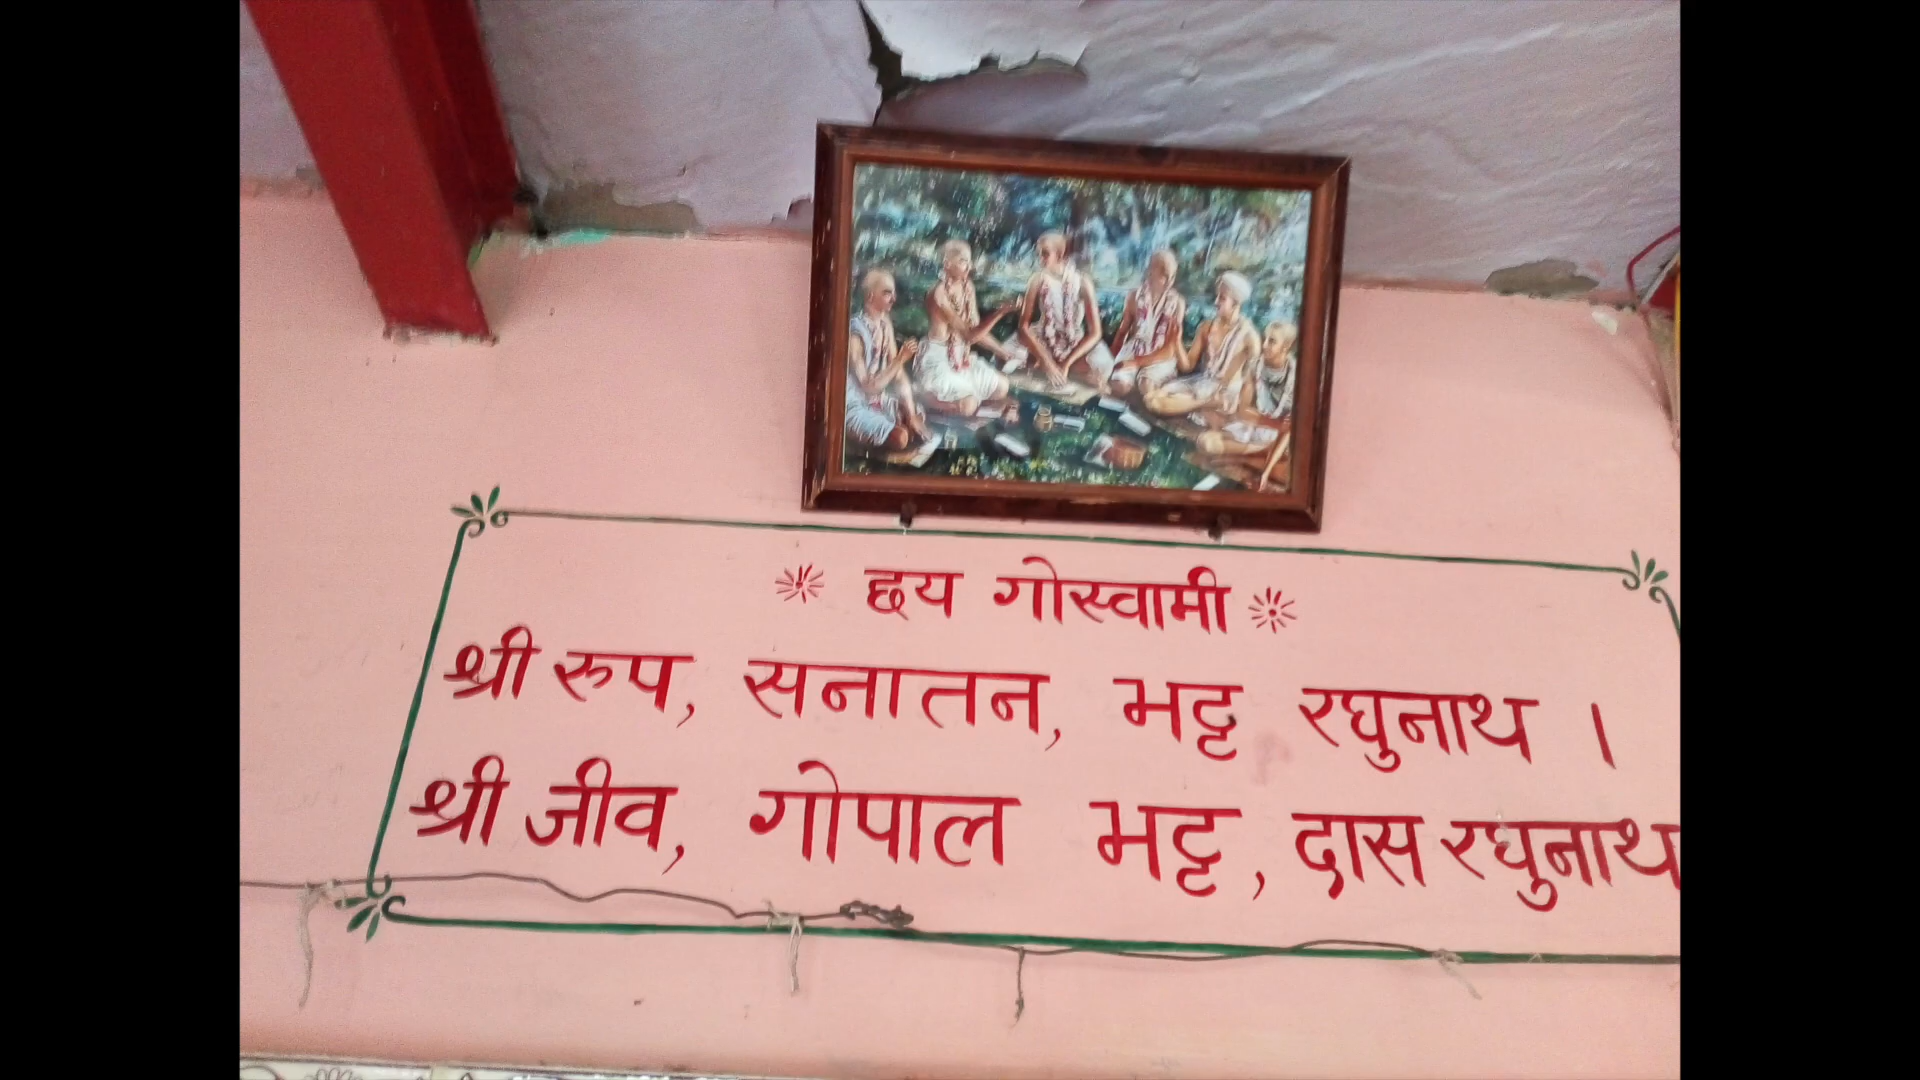 छय गोस्वामी
श्री रुप, सनातन, भट्ट रघुनाथ ।
श्री जीव, गोपाल भट्ट, दास रघुनाथ